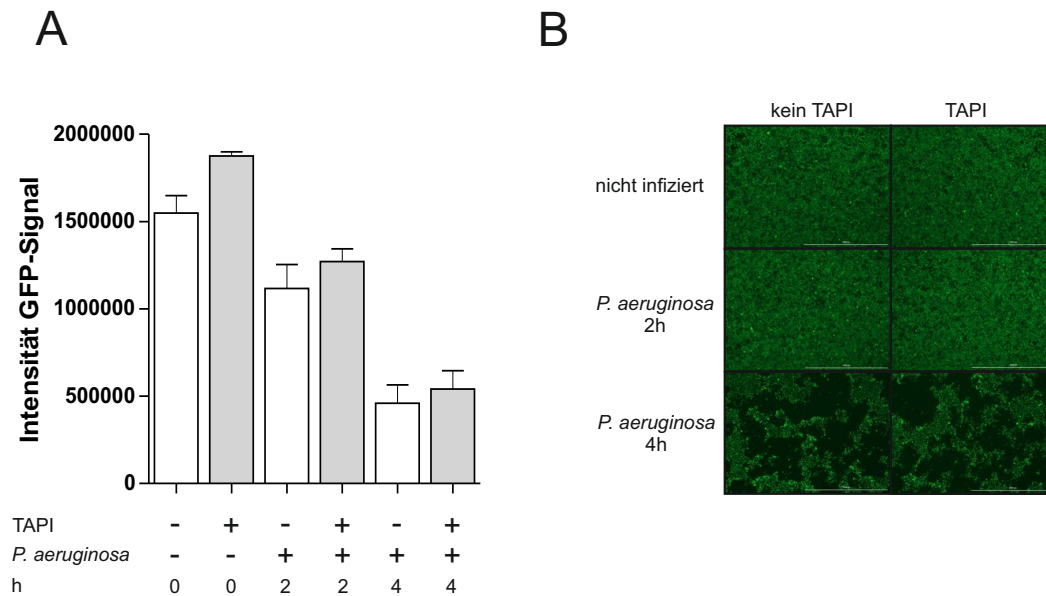 A
B
kein TAPI TAPI
nicht infiziert
P. aeruginosa
2h
P. aeruginosa
4h
Intensität GFP-Signal
2000000
1500000
1000000
500000
0
TAPI - + - + - +
P. aeruginosa - - + + + +
h 0 0 2 2 4 4